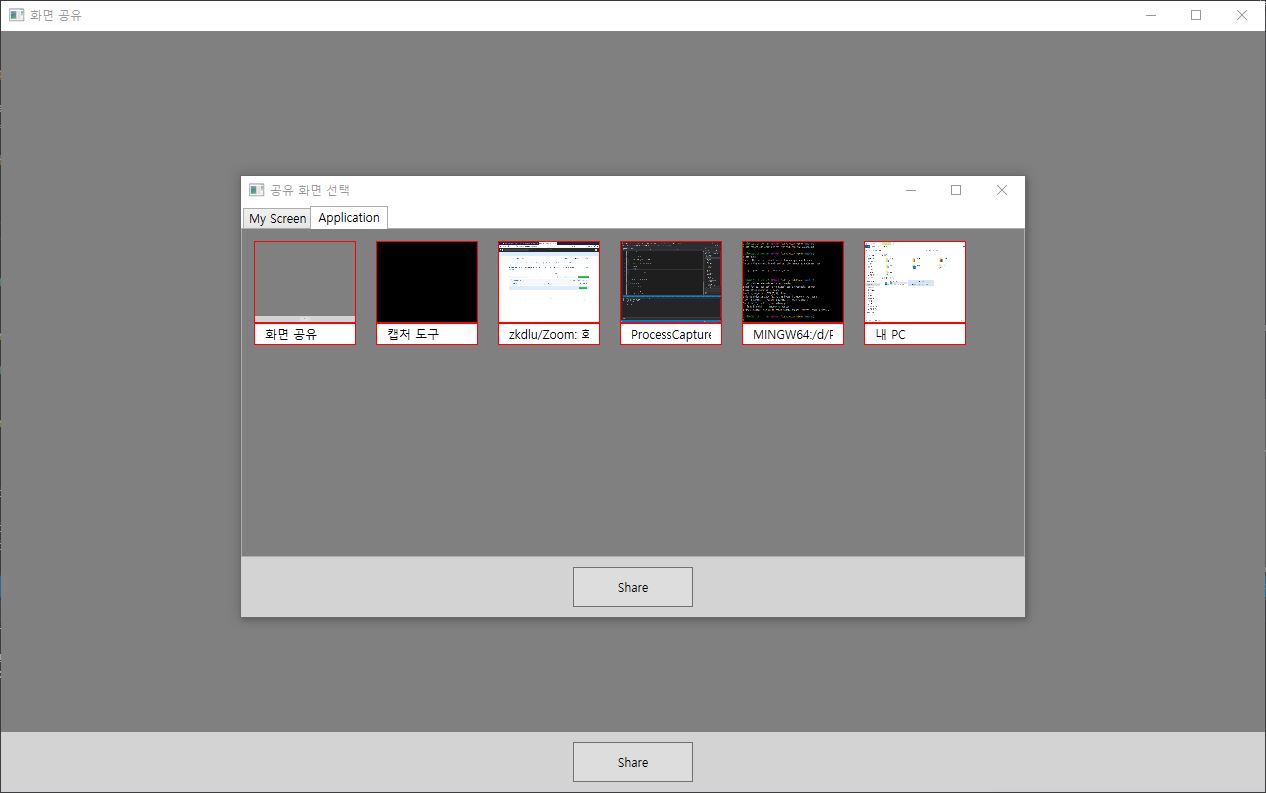 화면 공유
공유 화면 선택
My Screen
Application
화면 공유
캡처 도구
zkdlu/Zoom:
ProcessCapture
MINGW64:/d/
내 PC
Share
Share